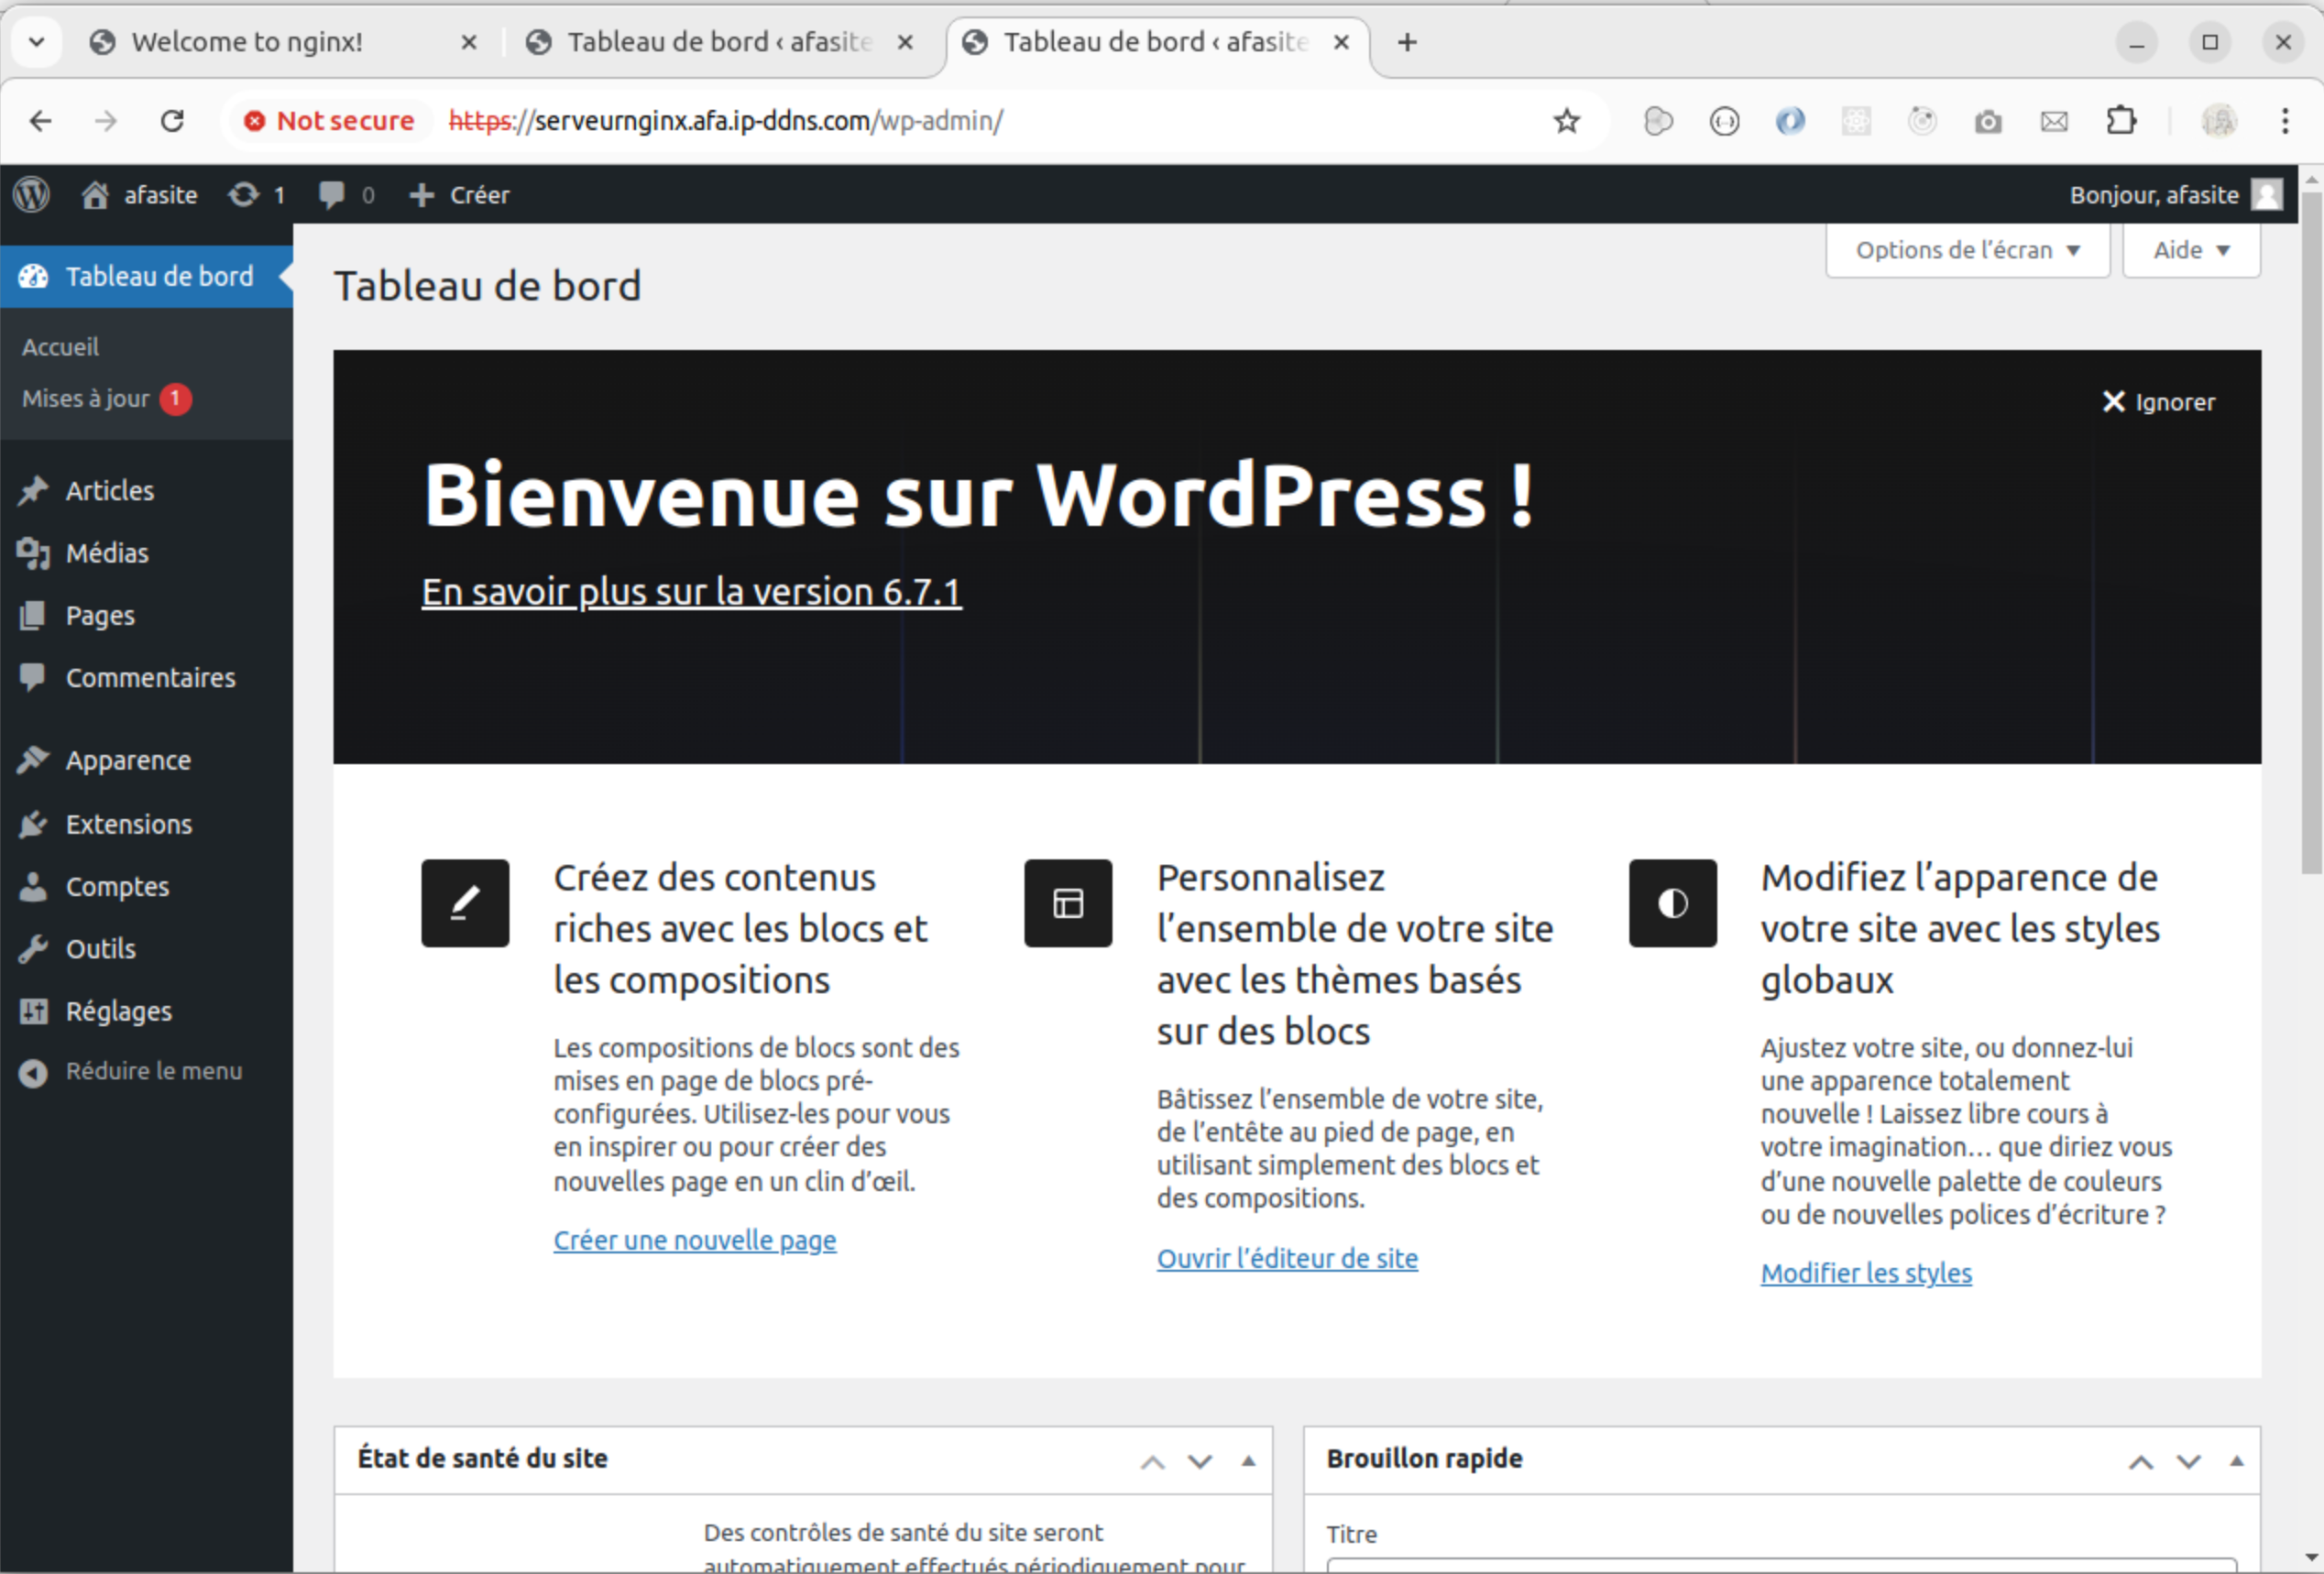 Welcome to nginx!
Tableau de bord ‹ afasite
Tableau de bord ‹ afasite
Not secure
https://serveurnginx.afa.ip-ddns.com/wp-admin/
afasite
1
0
Créer
Bonjour, afasite
Options de l’écran
Aide
Tableau de bord
Accueil
Mises à jour 1
Articles
Médias
Pages
Commentaires
Apparence
Extensions
Comptes
Outils
Réglages
Réduire le menu
Tableau de bord
Ignorer
Bienvenue sur WordPress !
En savoir plus sur la version 6.7.1
Créez des contenus
riches avec les blocs et
les compositions
Les compositions de blocs sont des
mises en page de blocs pré-
configurées. Utilisez-les pour vous
en inspirer ou pour créer des
nouvelles page en un clin d’œil.
Créer une nouvelle page
Personnalisez
l’ensemble de votre site
avec les thèmes basés
sur des blocs
Bâtissez l’ensemble de votre site,
de l’entête au pied de page, en
utilisant simplement des blocs et
des compositions.
Ouvrir l’éditeur de site
Modifiez l’apparence de
votre site avec les styles
globaux
Ajustez votre site, ou donnez-lui
une apparence totalement
nouvelle ! Laissez libre cours à
votre imagination… que diriez vous
d’une nouvelle palette de couleurs
ou de nouvelles polices d’écriture ?
Modifier les styles
État de santé du site
Des contrôles de santé du site seront
automatiquement effectués périodiquement pour
Brouillon rapide
Titre